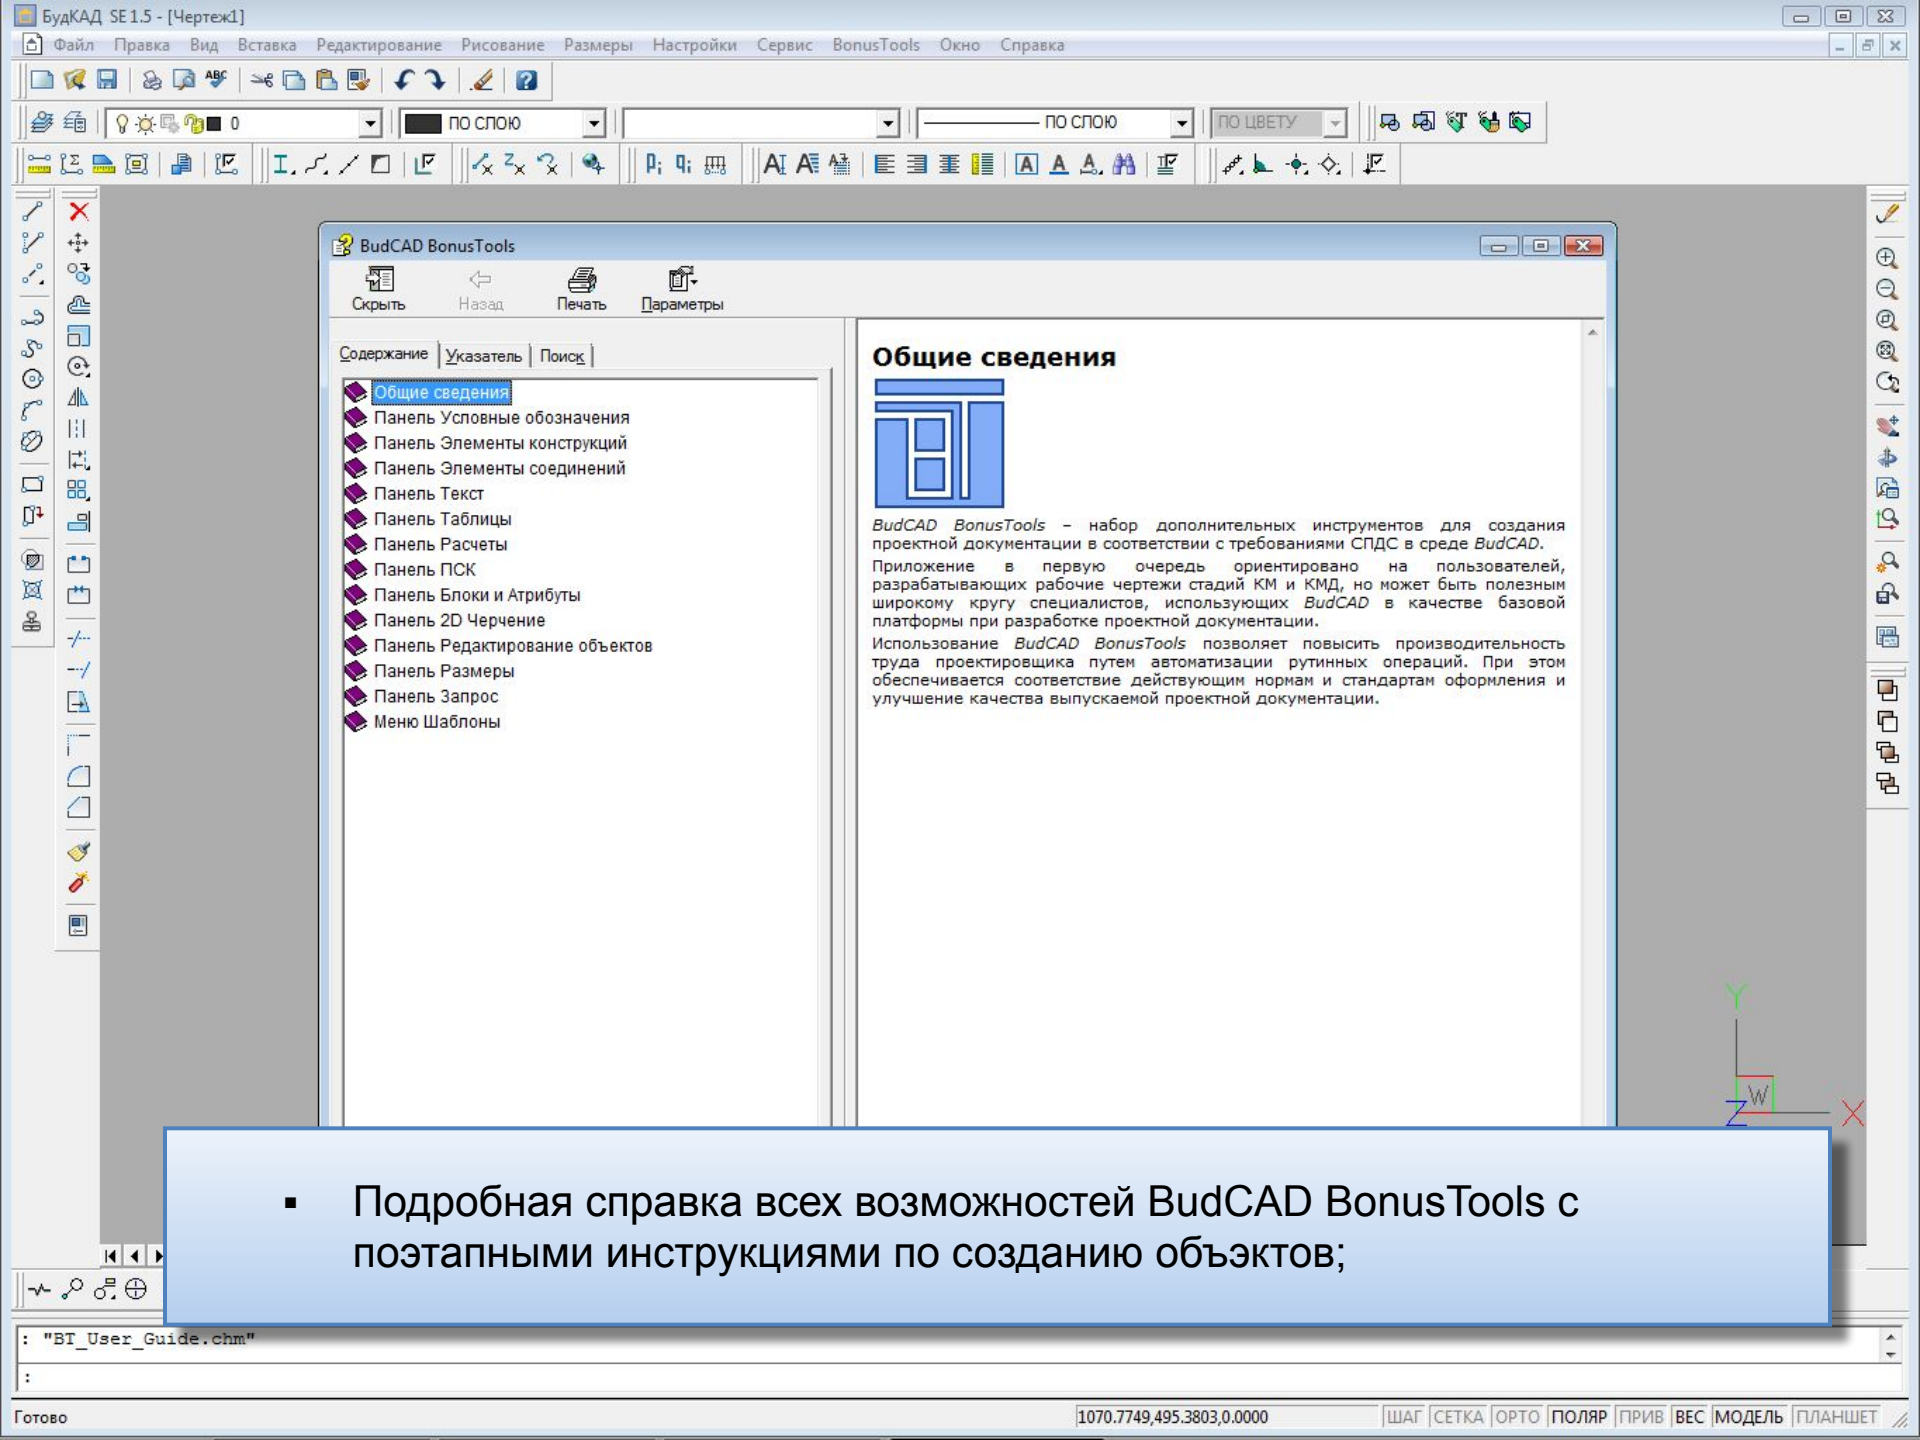 БудКАД SE 1.5 - [Чертеж1]
Файл Правка Вид Вставка Редактирование Рисование Размеры Настройки Сервис BonusTools Окно Справка
ABC
0 ПО СЛОЮ ПО СЛОЮ ПО ЦВЕТУ
BudCAD BonusTools
Скрыть Назад Печать Параметры
Содержание Указатель Поиск
Общие сведения
Панель Условные обозначения
Панель Элементы конструкций
Панель Элементы соединений
Панель Текст
Панель Таблицы
Панель Расчеты
Панель ПСК
Панель Блоки и Атрибуты
Панель 2D Черчение
Панель Редактирование объектов
Панель Размеры
Панель Запрос
Меню Шаблоны
Общие сведения
BudCAD BonusTools – набор дополнительных инструментов для создания
проектной документации в соответствии с требованиями СПДС в среде BudCAD.
Приложение в первую очередь ориентировано на пользователей,
разрабатывающих рабочие чертежи стадий КМ и КМД, но может быть полезным
широкому кругу специалистов, использующих BudCAD в качестве базовой
платформы при разработке проектной документации.
Использование BudCAD BonusTools позволяет повысить производительность
труда проектировщика путем автоматизации рутинных операций. При этом
обеспечивается соответствие действующим нормам и стандартам оформления и
улучшение качества выпускаемой проектной документации.
Y
W
Z X
▪ Подробная справка всех возможностей BudCAD BonusTools с
поэтапными инструкциями по созданию объэктов;
: "BT_User_Guide.chm"
:
Готово 1070.7749,495.3803,0.0000 ШАГ СЕТКА ОРТО ПОЛЯР ПРИВ ВЕС МОДЕЛЬ ПЛАНШЕТ